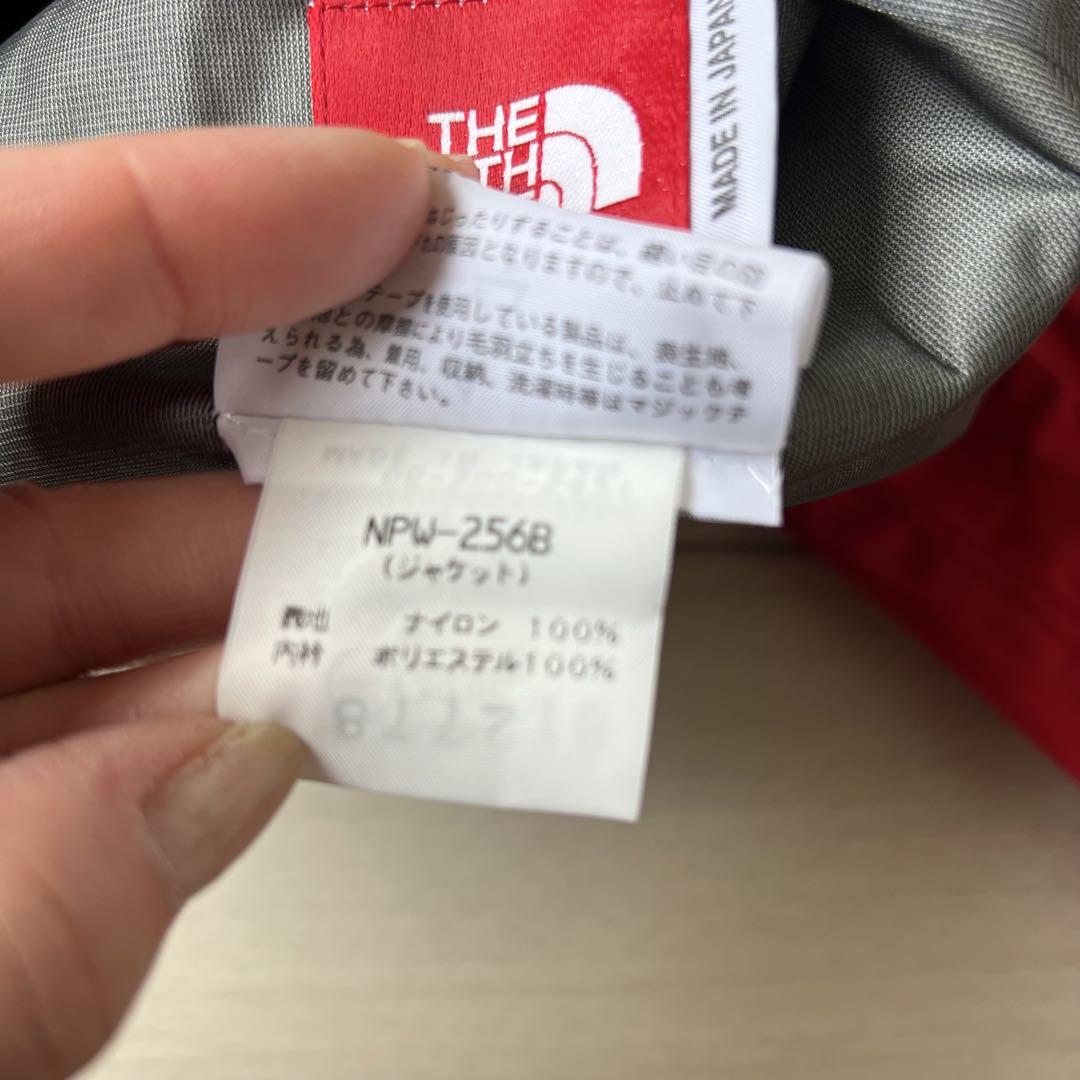 THE
MADE IN JAPAN
じったりすることは、縫い目の
の原因となりますので、止めて下
テープを使用している製品は、表生地、
他との摩擦により毛羽立ちを生じることも考
えられる為、着用、収納、洗濯時等はマジックテ
ープを留めて下さい。
NPW-2568
(ジャケット)
表地 ナイロン 100%
内衿 ポリエステル100%